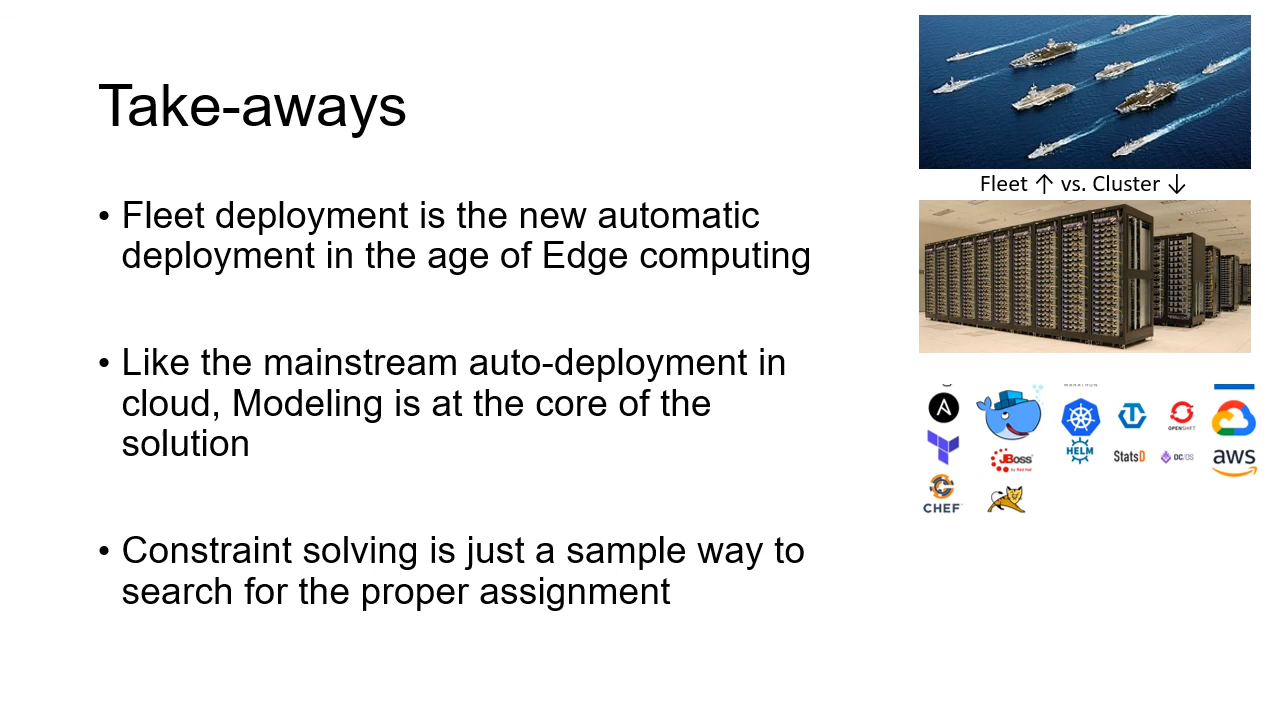 Take-aways
• Fleet deployment is the new automatic
deployment in the age of Edge computing
• Like the mainstream auto-deployment in
cloud, Modeling is at the core of the
solution
• Constraint solving is just a sample way to
search for the proper assignment
Fleet ↑ vs. Cluster ↓
OPENSHIFT
HELM
JBoss
by Red Hat
StatsD
DC/OS
aws
CHEF